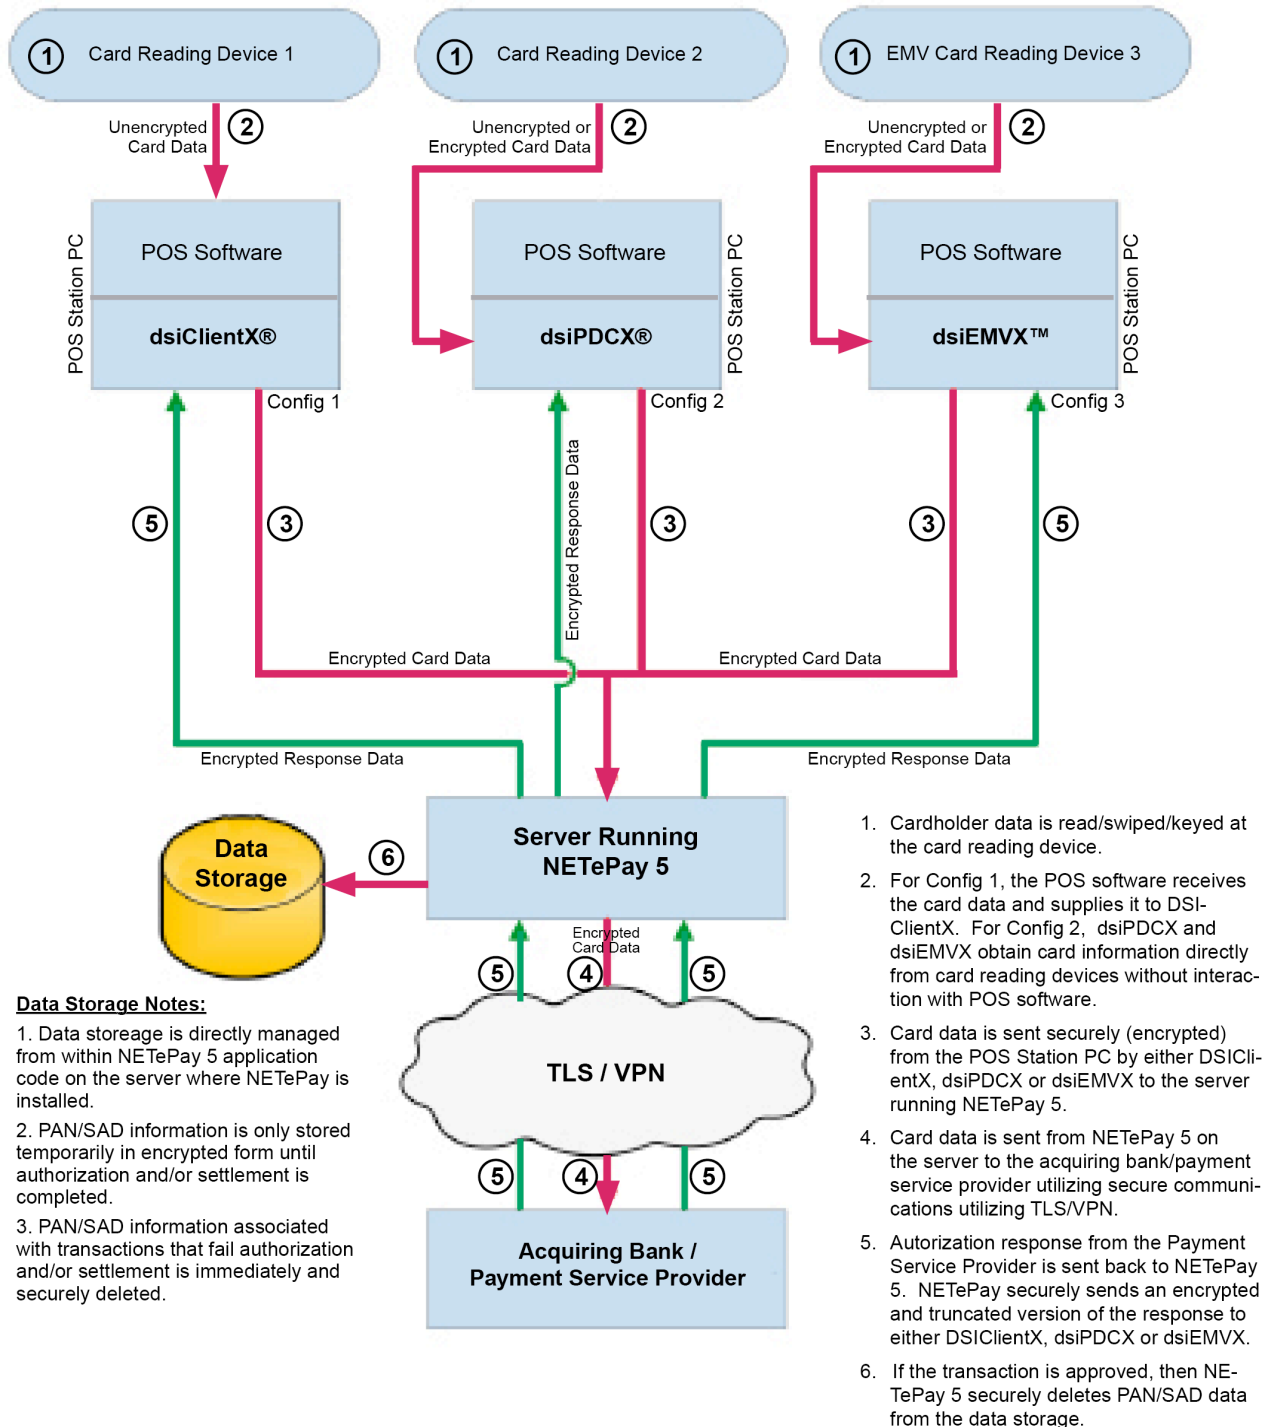 1 Card Reading Device 1
1 Card Reading Device 2
1 EMV Card Reading Device 3
Unencrypted
Card Data
2
Unencrypted or
Encrypted Card Data
2
Unencrypted or
Encrypted Card Data
2
POS Station PC
POS Software
dsiClientX®
Config 1
POS Software
dsiPDCX®
POS Station PC
Config 2
POS Software
dsiEMVX™
POS Station PC
Config 3
5
3
Encrypted Response Data
3
3
5
Encrypted Card Data
Encrypted Card Data
Encrypted Response Data
Encrypted Response Data
Server Running
NETePay 5
Data
Storage
6
Encrypted
Card Data
5
4
5
TLS / VPN
5
4
5
Acquiring Bank /
Payment Service Provider
Data Storage Notes:
1. Data storeage is directly managed
from within NETePay 5 application
code on the server where NETePay is
installed.
2. PAN/SAD information is only stored
temporarily in encrypted form until
authorization and/or settlement is
completed.
3. PAN/SAD information associated
with transactions that fail authorization
and/or settlement is immediately and
securely deleted.
1. Cardholder data is read/swiped/keyed at
the card reading device.
2. For Config 1, the POS software receives
the card data and supplies it to DSI-
ClientX. For Config 2, dsiPDCX and
dsiEMVX obtain card information directly
from card reading devices without interac-
tion with POS software.
3. Card data is sent securely (encrypted)
from the POS Station PC by either DSICli-
entX, dsiPDCX or dsiEMVX to the server
running NETePay 5.
4. Card data is sent from NETePay 5 on
the server to the acquiring bank/payment
service provider utilizing secure communi-
cations utilizing TLS/VPN.
5. Autorization response from the Payment
Service Provider is sent back to NETePay
5. NETePay securely sends an encrypted
and truncated version of the response to
either DSIClientX, dsiPDCX or dsiEMVX.
6. If the transaction is approved, then NE-
TePay 5 securely deletes PAN/SAD data
from the data storage.